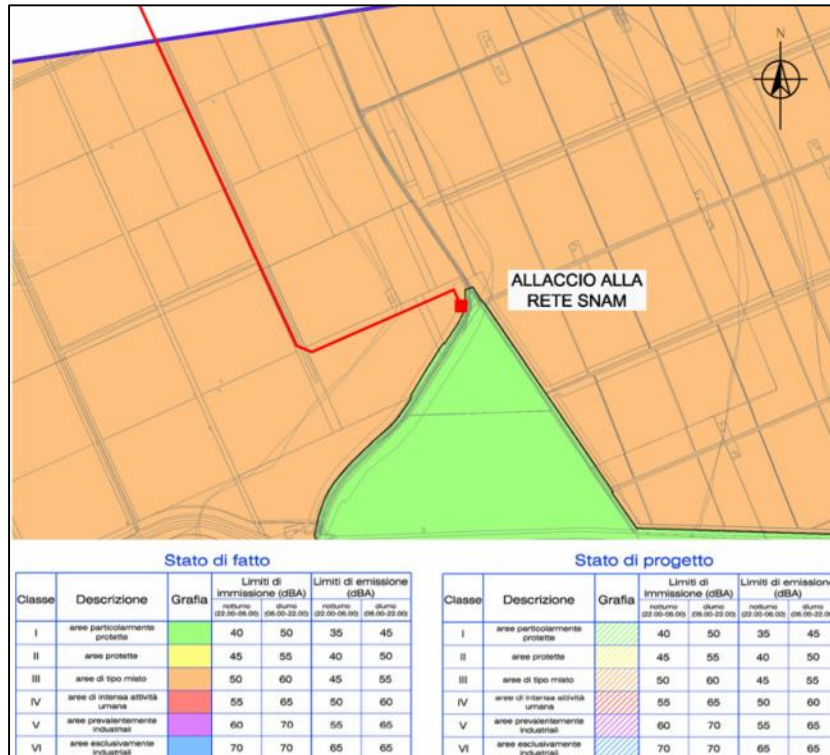 N
ALLACCIO ALLA
RETE SNAM
Stato di fatto
Classe Descrizione Grafia Limiti di immissione (dBA) Limiti di emissione (dBA)
notturno (22.00-06.00) diurno (06.00-22.00) notturno (22.00-06.00) diurno (06.00-22.00)
I aree particolarmente protette 40 50 35 45
II aree protette 45 55 40 50
III aree di tipo misto 50 60 45 55
IV aree di intensa attività umana 55 65 50 60
V aree prevalentemente industriali 60 70 55 65
VI aree esclusivamente industriali 70 70 65 65
Stato di progetto
Classe Descrizione Grafia Limiti di immissione (dBA) Limiti di emissione (dBA)
notturno (22.00-06.00) diurno (06.00-22.00) notturno (22.00-06.00) diurno (06.00-22.00)
I aree particolarmente protette 40 50 35 45
II aree protette 45 55 40 50
III aree di tipo misto 50 60 45 55
IV aree di intensa attività umana 55 65 50 60
V aree prevalentemente industriali 60 70 55 65
VI aree esclusivamente industriali 70 70 65 65